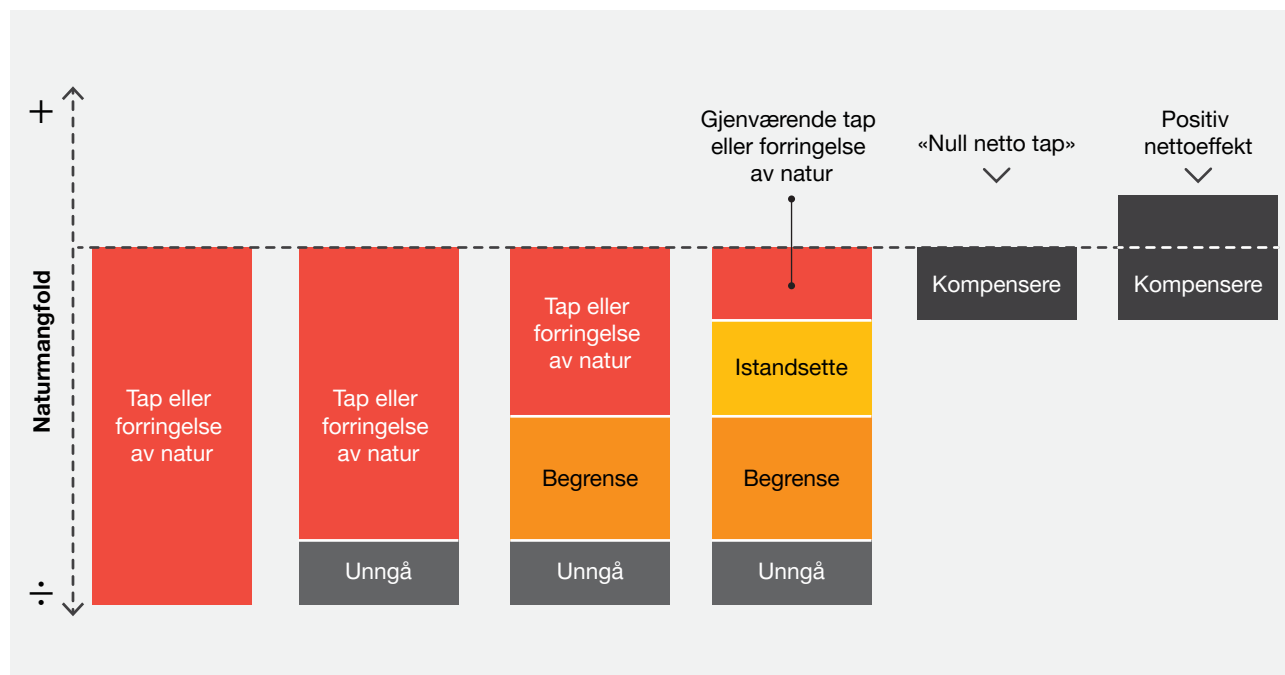 +
Gjenværende tap
eller forringelse
av natur
«Null netto tap»
Positiv
nettoeffekt
Naturmangfold
÷
Tap eller
forringelse
av natur
Tap eller
forringelse
av natur
Unngå
Tap eller
forringelse
av natur
Begrense
Unngå
Istandsette
Begrense
Unngå
Kompensere
Kompensere